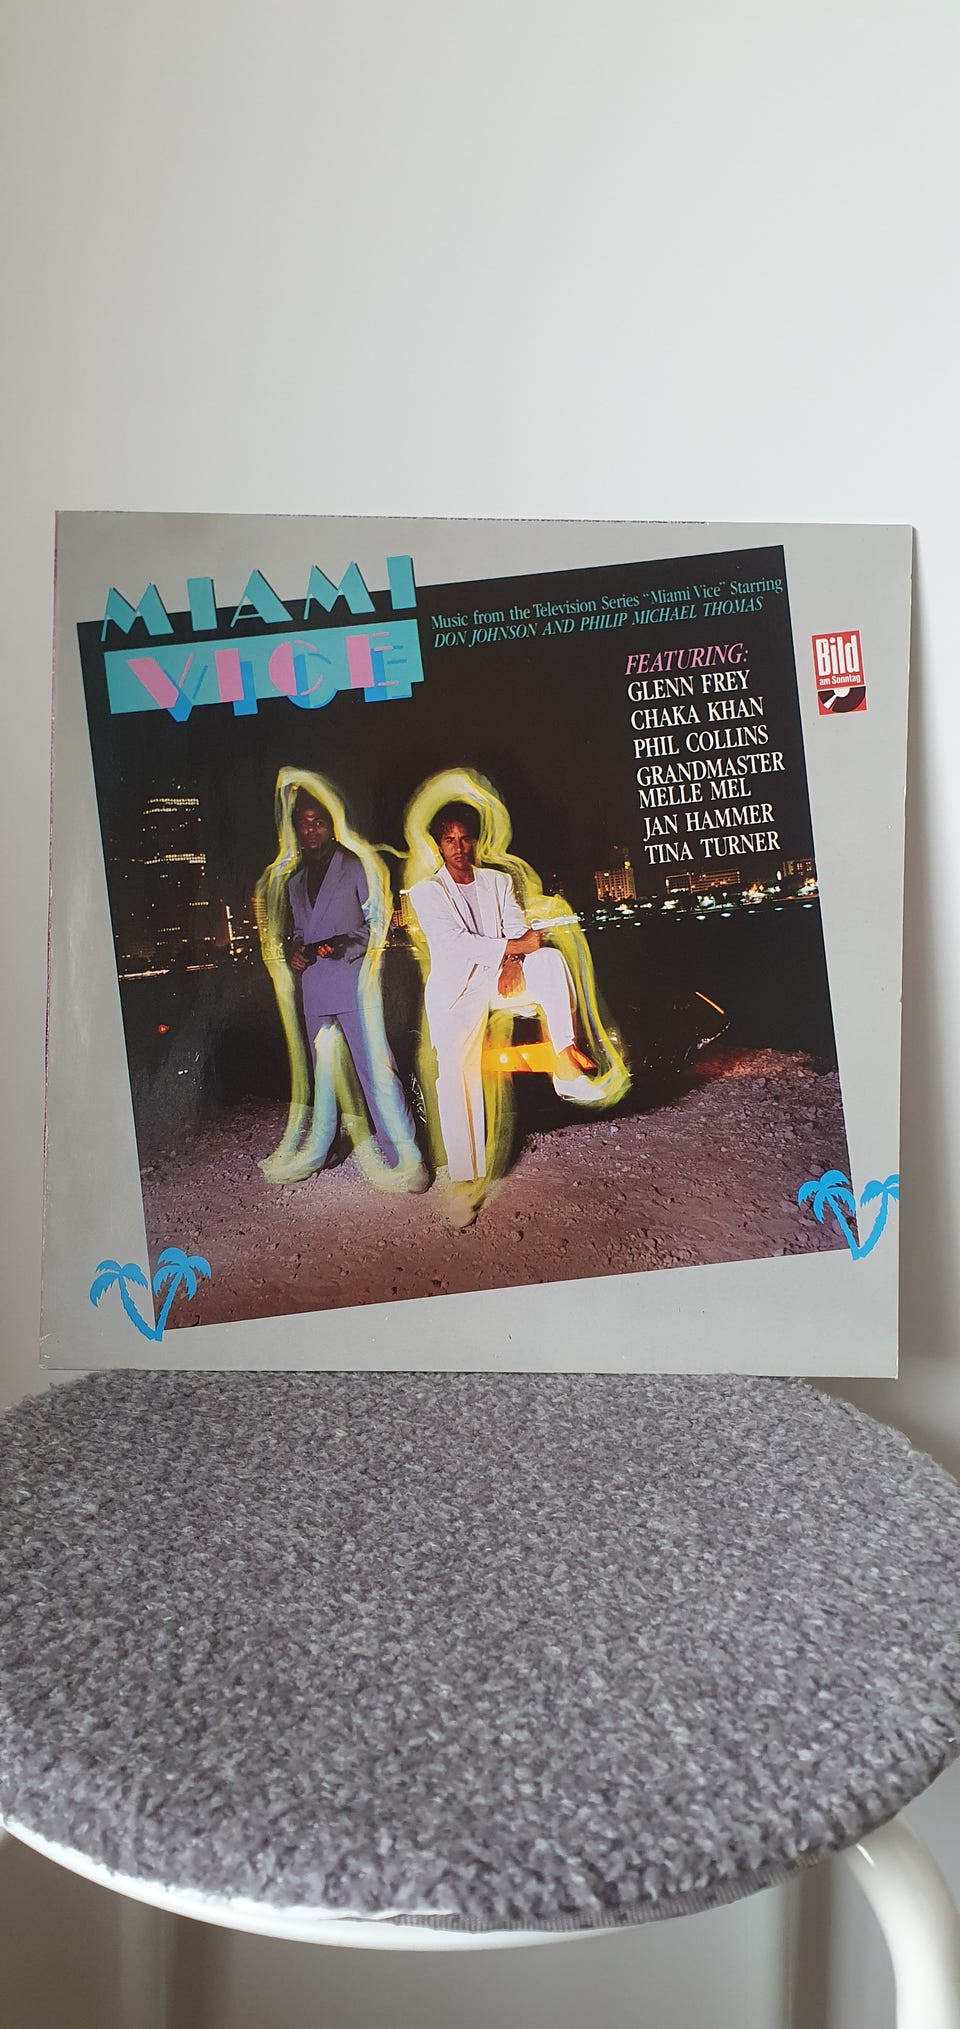 MIAMI
VICE
Music from the Television Series "Miami Vice" Starring
DON JOHNSON AND PHILIP MICHAEL THOMAS
FEATURING:
GLENN FREY
CHAKA KHAN
PHIL COLLINS
GRANDMASTER
MELLE MEL
JAN HAMMER
TINA TURNER
Bild
am Sonntag